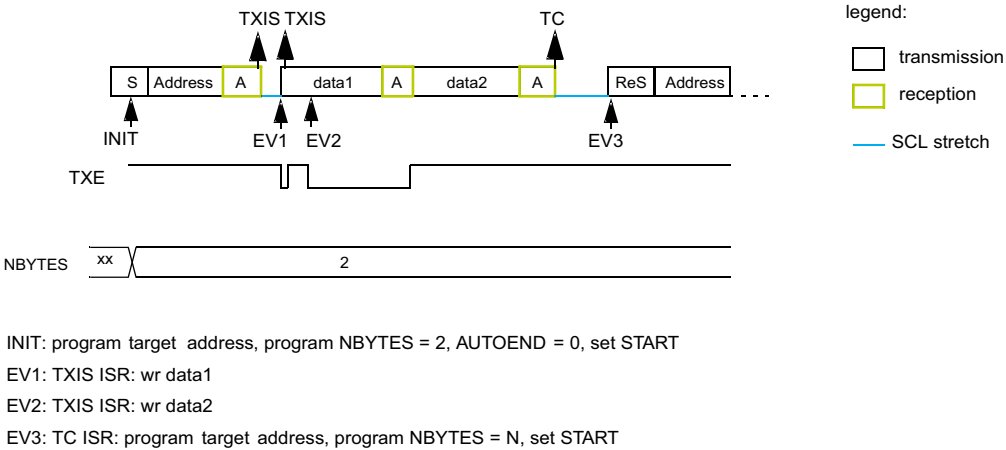 TXIS TXIS TC legend:
S Address A data1 A data2 A ReS Address transmission
reception
INIT EV1 EV2 EV3 SCL stretch
TXE
NBYTES xx 2
INIT: program target address, program NBYTES = 2, AUTOEND = 0, set START
EV1: TXIS ISR: wr data1
EV2: TXIS ISR: wr data2
EV3: TC ISR: program target address, program NBYTES = N, set START